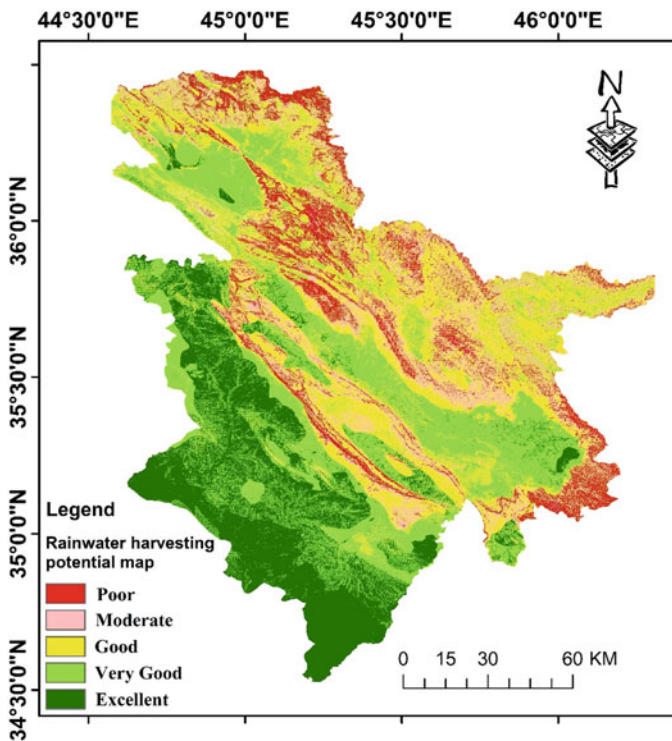 44°30'0"E 45°0'0"E 45°30'0"E 46°0'0"E
N
36°0'0"N
35°30'0"N
35°0'0"N
34°30'0"N
Legend
Rainwater harvesting
potential map
Poor
Moderate
Good
Very Good
Excellent
0 15 30 60 KM